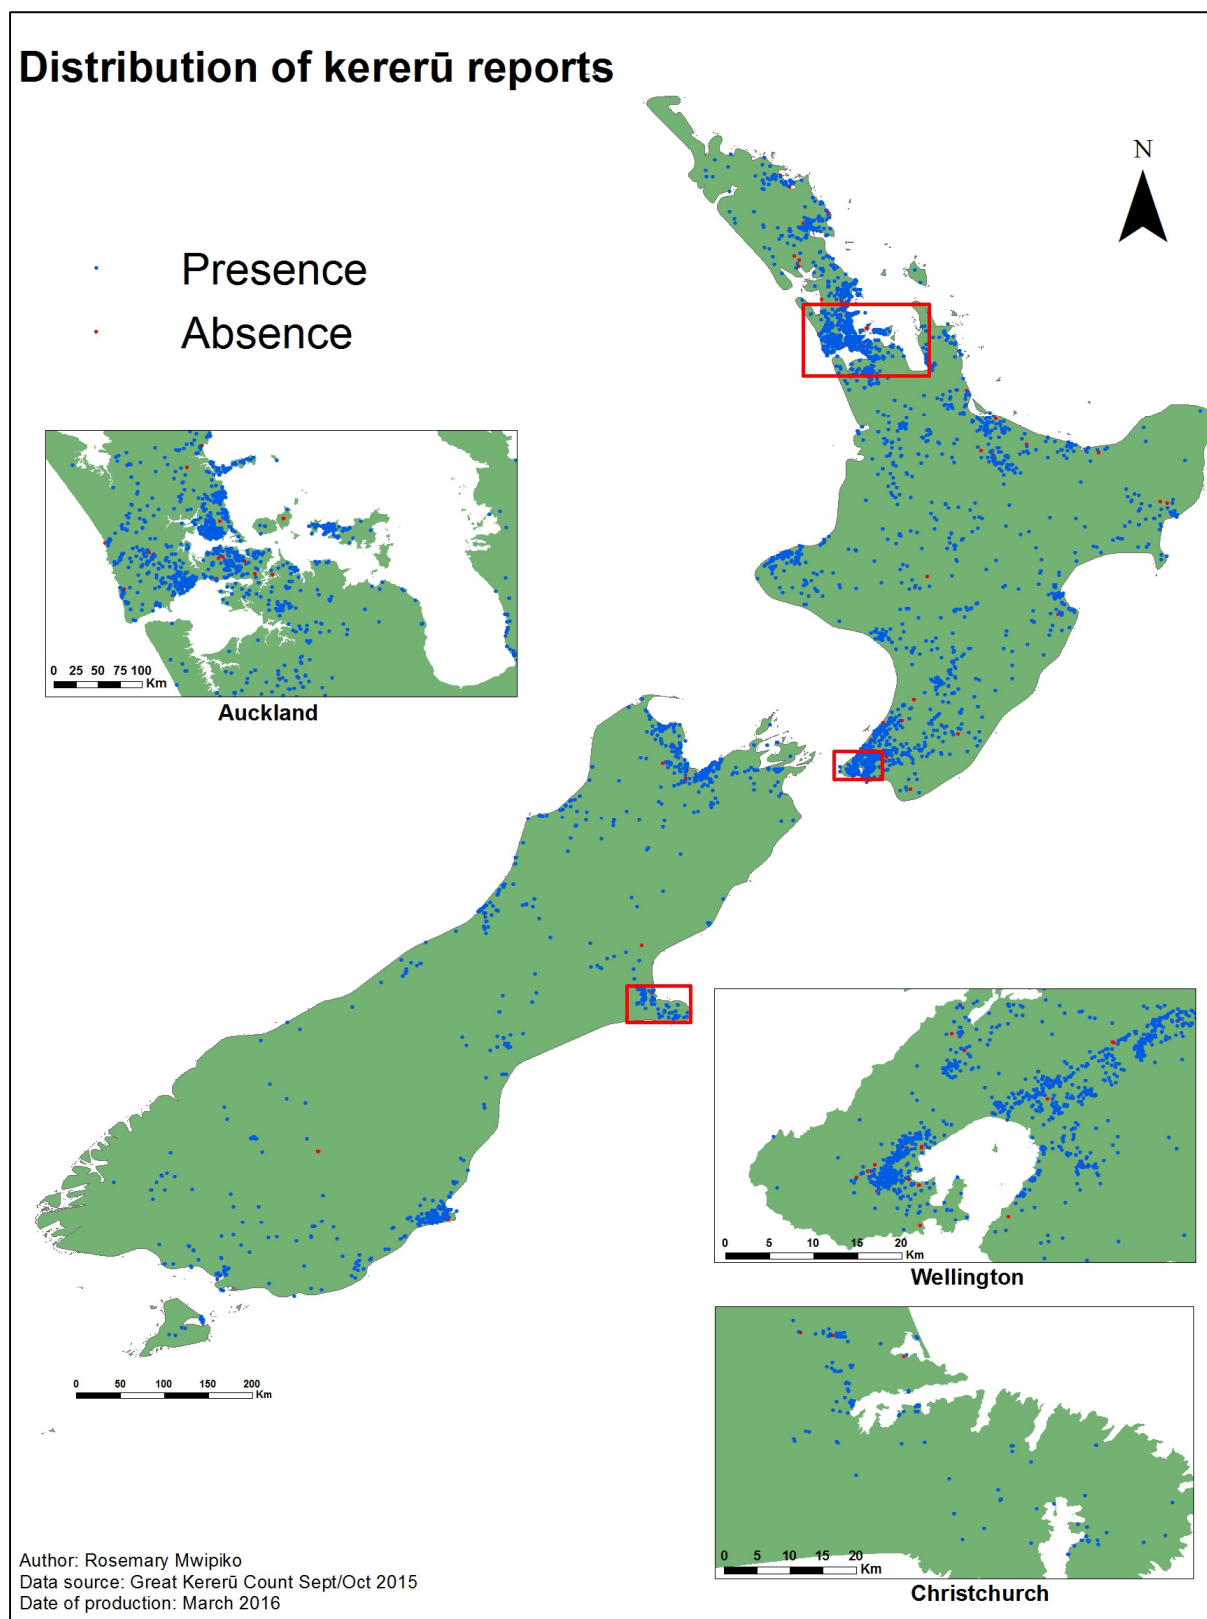 Distribution of kererū reports
N
Presence
Absence
0 25 50 75 100
Km
Auckland
0 50 100 150 200
Km
0 5 10 15 20
Km
Wellington
0 5 10 15 20
Km
Christchurch
Author: Rosemary Mwipiko
Data source: Great Kererū Count Sept/Oct 2015
Date of production: March 2016